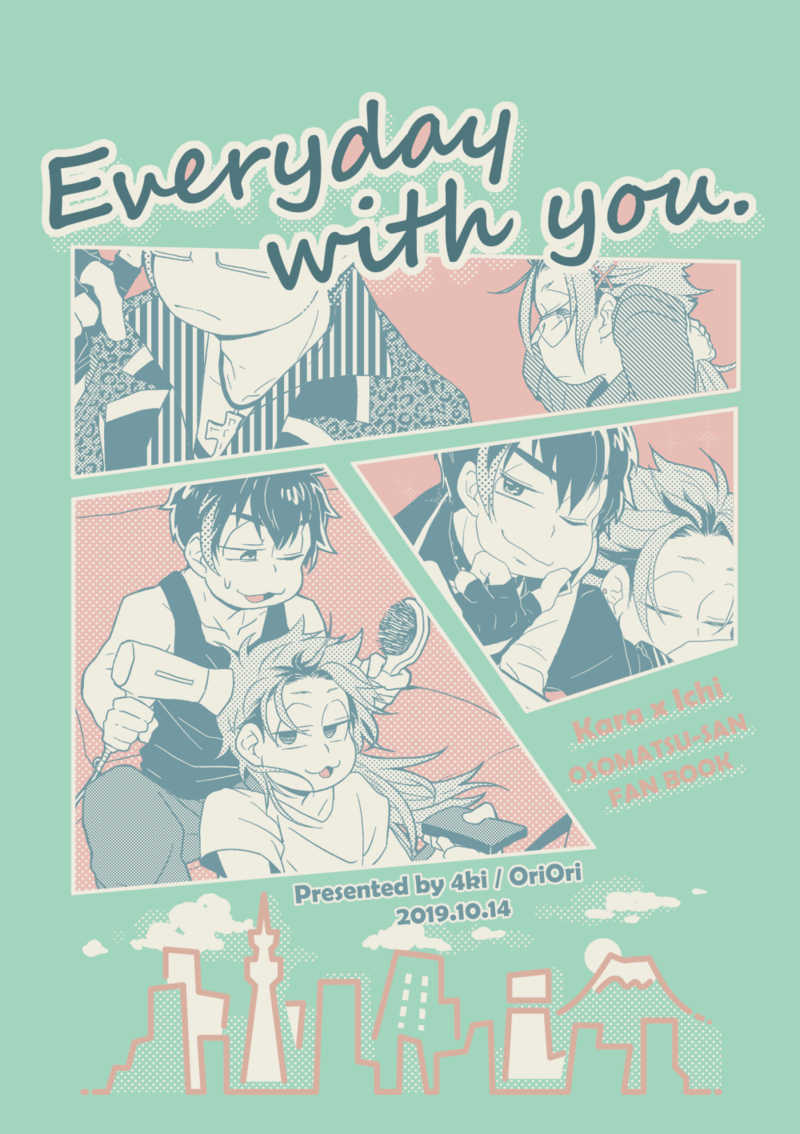 Everyday
with you.
Kara x Ichi
OSOMATSU-SAN
FAN BOOK
Presented by 4ki / OriOri
2019.10.14